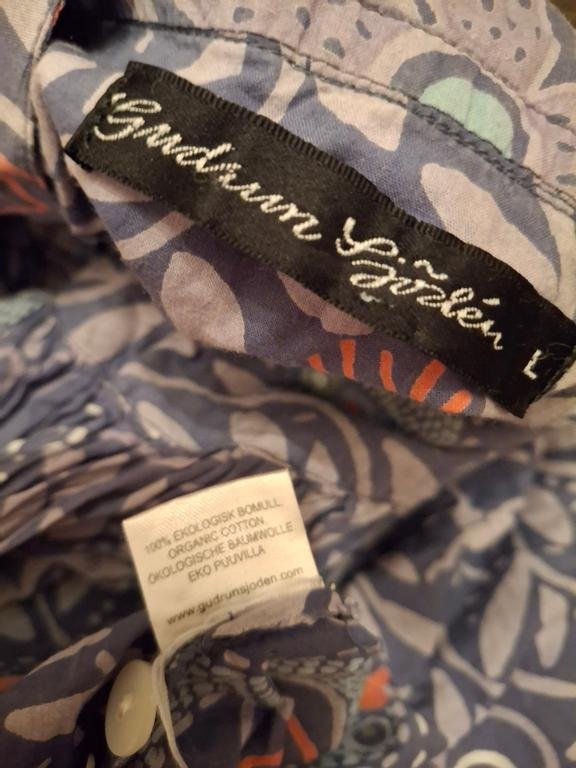 Gudrun Sjödén
L
100% EKOLOGISK BOMULL
ORGANIC COTTON
ÖKOLOGISCHE BAUMWOLLE
EKO PUUVILLA
www.gudrunsjoden.com